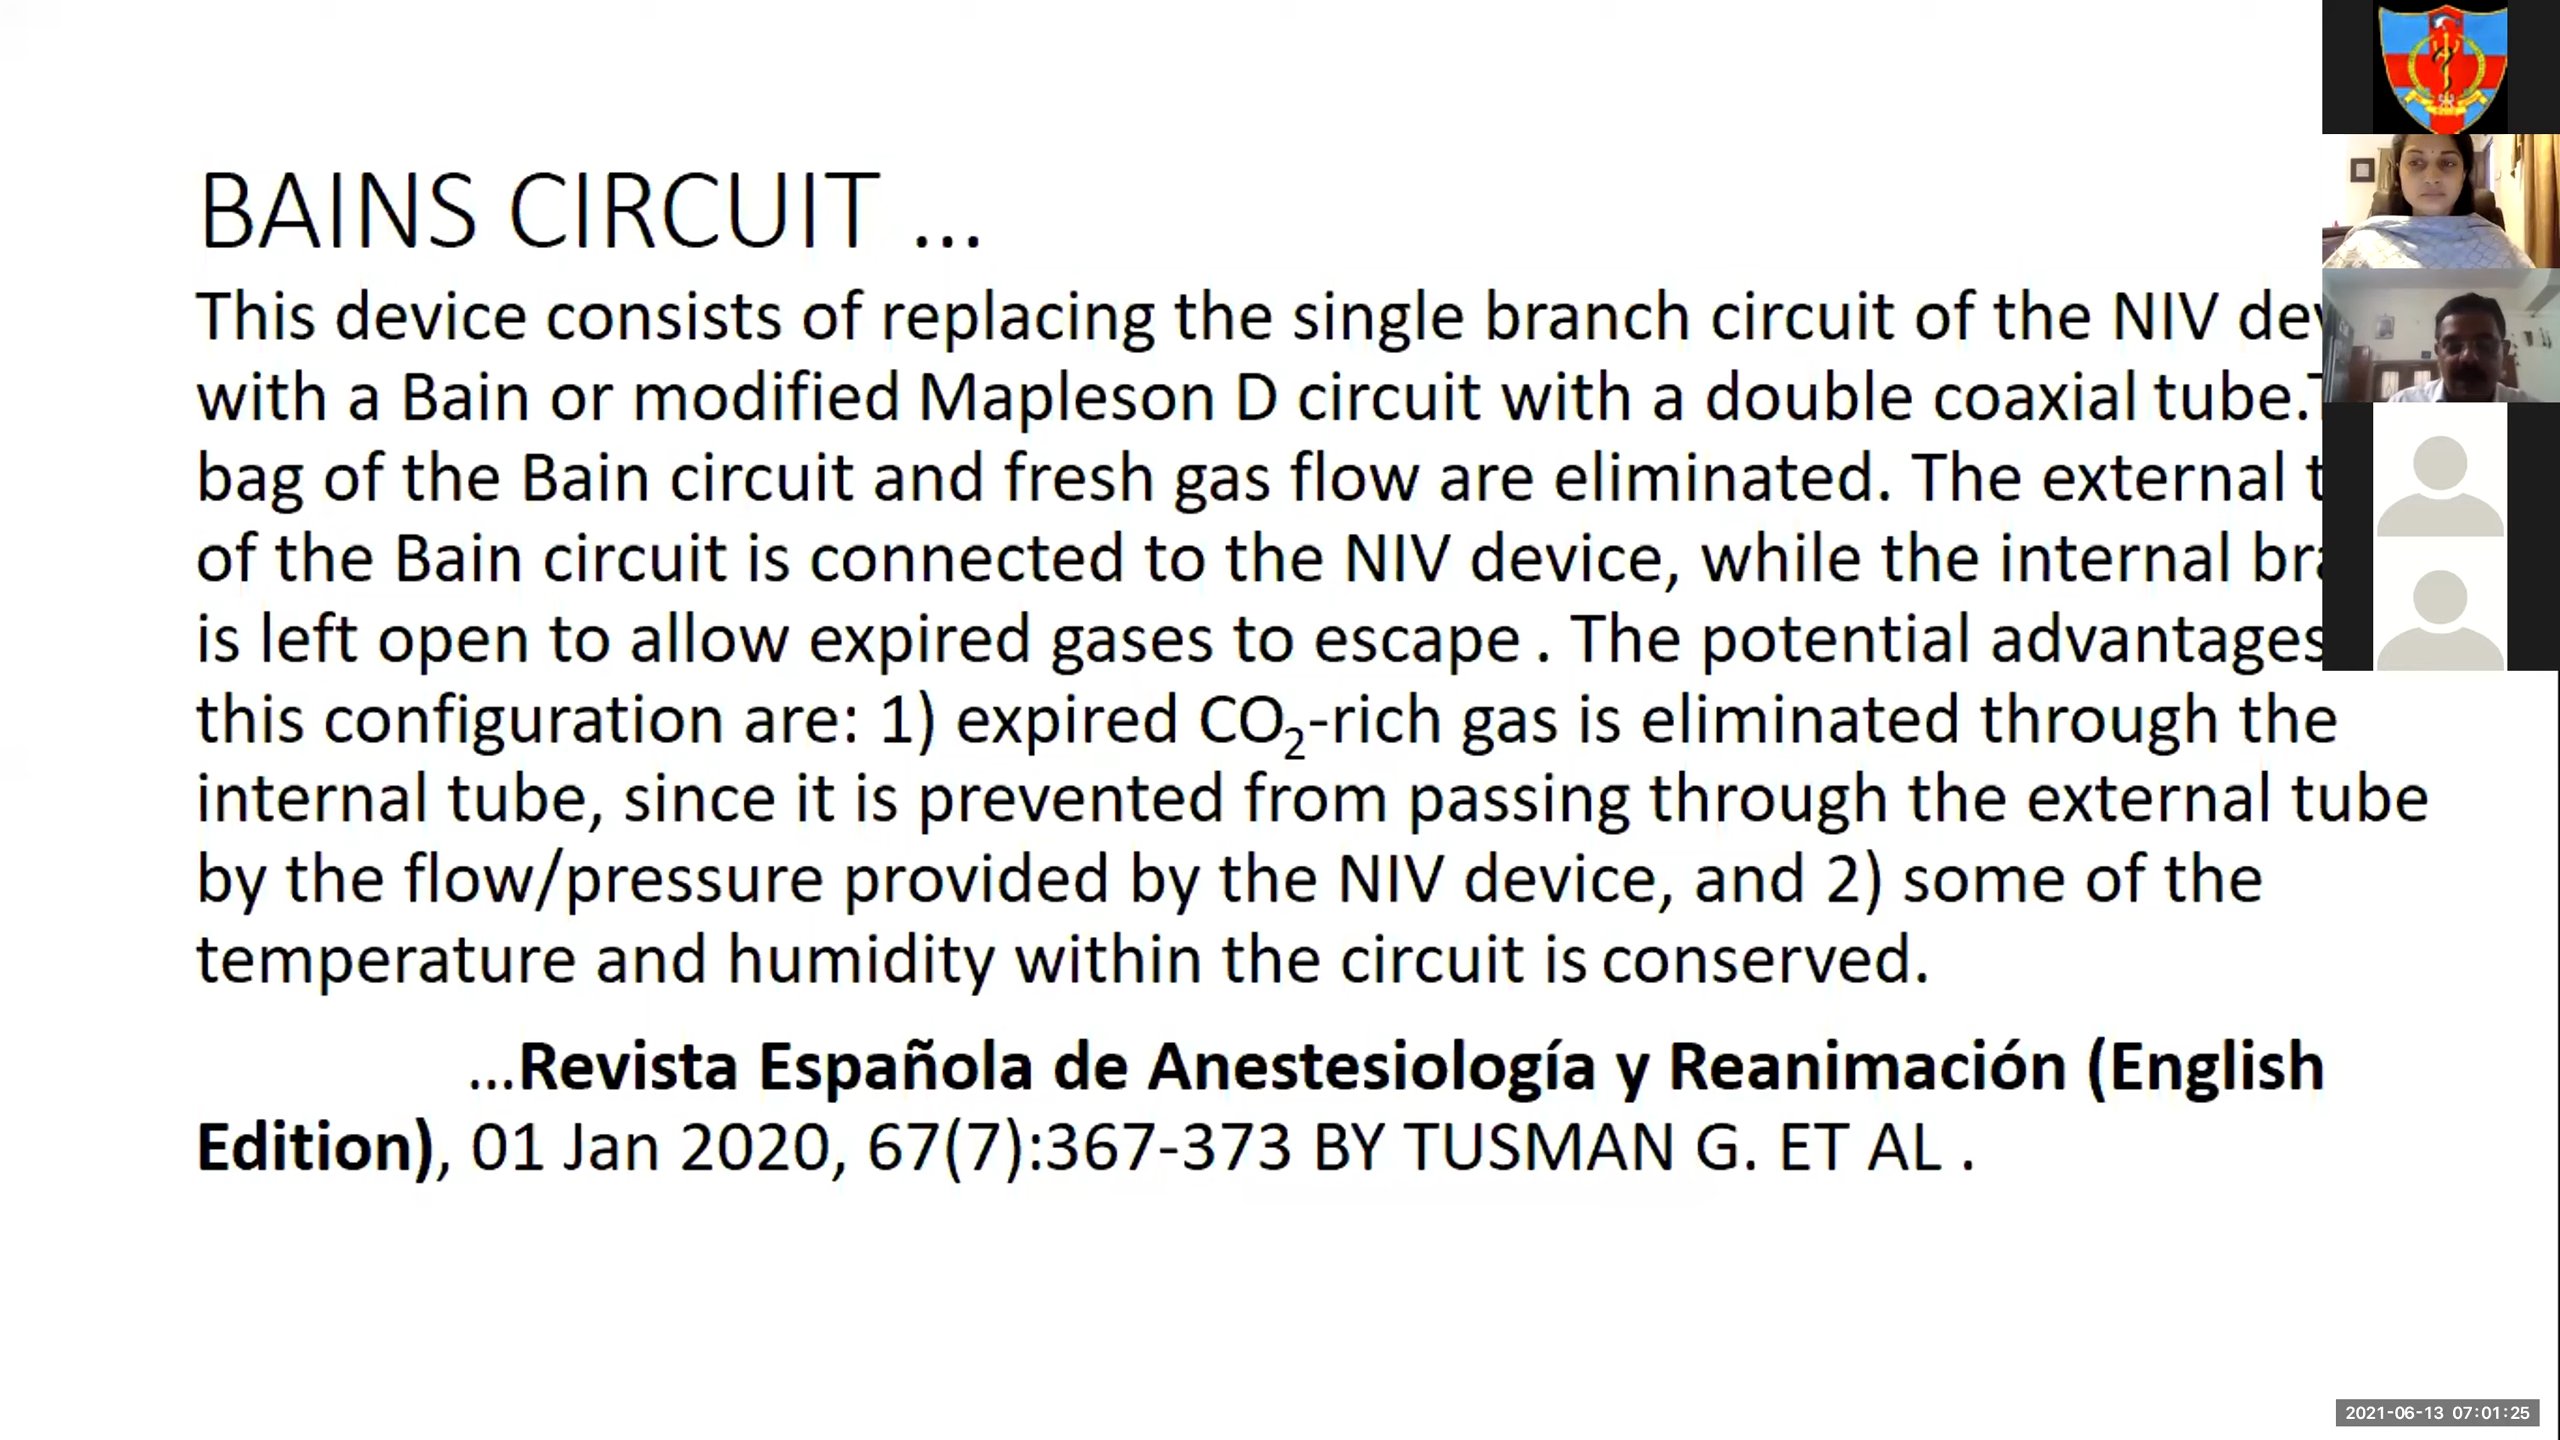 BAINS CIRCUIT ...
This device consists of replacing the single branch circuit of the NIV
with a Bain or modified Mapleson D circuit with a double coaxial tube.
bag of the Bain circuit and fresh gas flow are eliminated. The external
of the Bain circuit is connected to the NIV device, while the internal
is left open to allow expired gases to escape . The potential advantages
this configuration are: 1) expired CO₂-rich gas is eliminated through the
internal tube, since it is prevented from passing through the external tube
by the flow/pressure provided by the NIV device, and 2) some of the
temperature and humidity within the circuit is conserved.
...Revista Española de Anestesiología y Reanimación (English
Edition), 01 Jan 2020, 67(7):367-373 BY TUSMAN G. ET AL .
2021-06-13 07:01:25